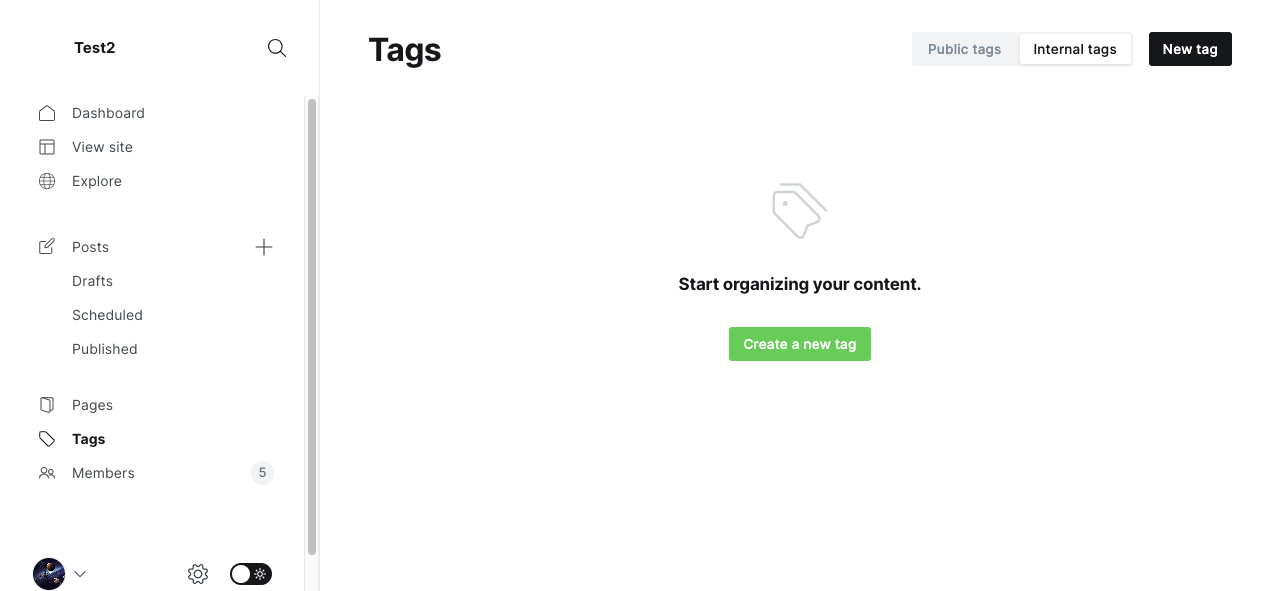 Test2
Dashboard
View site
Explore
Posts
Drafts
Scheduled
Published
Pages
Tags
Members 5
Tags
Public tags Internal tags New tag
Start organizing your content.
Create a new tag